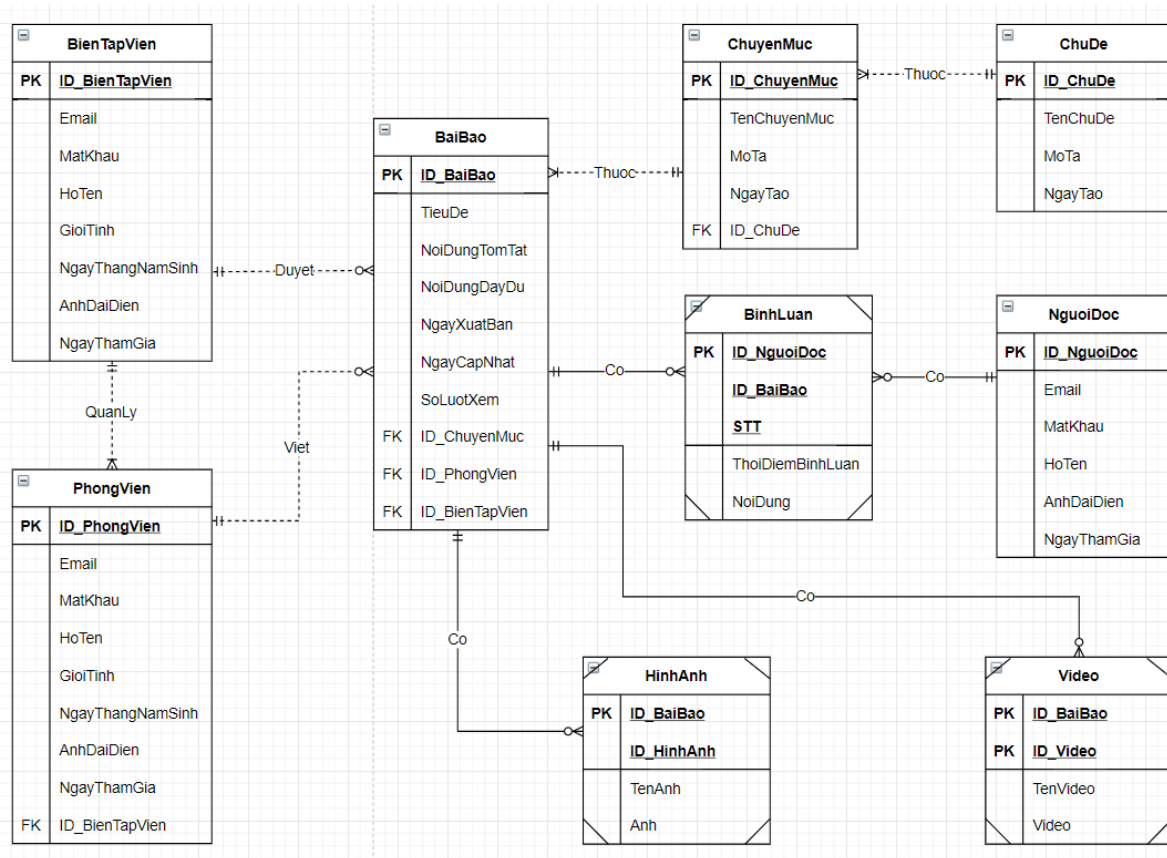 BienTapVien
PK ID_BienTapVien
Email
MatKhau
HoTen
GioiTinh
NgayThangNamSinh
AnhDaiDien
NgayThamGia
QuanLy
PhongVien
PK ID_PhongVien
Email
MatKhau
HoTen
GioiTinh
NgayThangNamSinh
AnhDaiDien
NgayThamGia
FK ID_BienTapVien
Duyet
Viet
BaiBao
PK ID_BaiBao
TieuDe
NoiDungTomTat
NoiDungDayDu
NgayXuatBan
NgayCapNhat
SoLuotXem
FK ID_ChuyenMuc
FK ID_PhongVien
FK ID_BienTapVien
Thuoc
ChuyenMuc
PK ID_ChuyenMuc
TenChuyenMuc
MoTa
NgayTao
FK ID_ChuDe
Thuoc
ChuDe
PK ID_ChuDe
TenChuDe
MoTa
NgayTao
Co
BinhLuan
PK ID_NguoiDoc
ID_BaiBao
STT
ThoiDiemBinhLuan
NoiDung
Co
NguoiDoc
PK ID_NguoiDoc
Email
MatKhau
HoTen
AnhDaiDien
NgayThamGia
Co
Co
HinhAnh
PK ID_BaiBao
ID_HinhAnh
TenAnh
Anh
Video
PK ID_BaiBao
PK ID_Video
TenVideo
Video